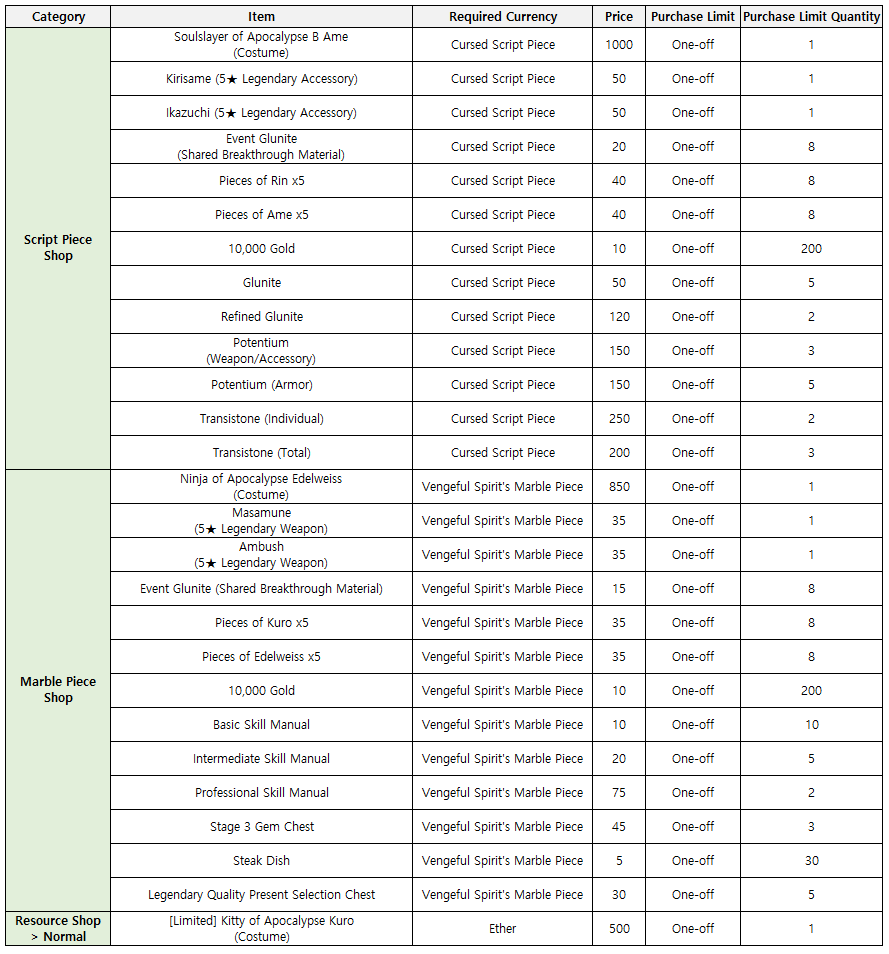 Category Item Required Currency Price Purchase Limit Purchase Limit Quantity
Script Piece
Shop
Soulslayer of Apocalypse B Ame
(Costume) Cursed Script Piece 1000 One-off 1
Kirisame (5★ Legendary Accessory) Cursed Script Piece 50 One-off 1
Ikazuchi (5★ Legendary Accessory) Cursed Script Piece 50 One-off 1
Event Glunite
(Shared Breakthrough Material) Cursed Script Piece 20 One-off 8
Pieces of Rin x5 Cursed Script Piece 40 One-off 8
Pieces of Ame x5 Cursed Script Piece 40 One-off 8
10,000 Gold Cursed Script Piece 10 One-off 200
Glunite Cursed Script Piece 50 One-off 5
Refined Glunite Cursed Script Piece 120 One-off 2
Potentium
(Weapon/Accessory) Cursed Script Piece 150 One-off 3
Potentium (Armor) Cursed Script Piece 150 One-off 5
Transistone (Individual) Cursed Script Piece 250 One-off 2
Transistone (Total) Cursed Script Piece 200 One-off 3
Marble Piece
Shop
Ninja of Apocalypse Edelweiss
(Costume) Vengeful Spirit's Marble Piece 850 One-off 1
Masamune
(5★ Legendary Weapon) Vengeful Spirit's Marble Piece 35 One-off 1
Ambush
(5★ Legendary Weapon) Vengeful Spirit's Marble Piece 35 One-off 1
Event Glunite (Shared Breakthrough Material) Vengeful Spirit's Marble Piece 15 One-off 8
Pieces of Kuro x5 Vengeful Spirit's Marble Piece 35 One-off 8
Pieces of Edelweiss x5 Vengeful Spirit's Marble Piece 35 One-off 8
10,000 Gold Vengeful Spirit's Marble Piece 10 One-off 200
Basic Skill Manual Vengeful Spirit's Marble Piece 10 One-off 10
Intermediate Skill Manual Vengeful Spirit's Marble Piece 20 One-off 5
Professional Skill Manual Vengeful Spirit's Marble Piece 75 One-off 2
Stage 3 Gem Chest Vengeful Spirit's Marble Piece 45 One-off 3
Steak Dish Vengeful Spirit's Marble Piece 5 One-off 30
Legendary Quality Present Selection Chest Vengeful Spirit's Marble Piece 30 One-off 5
Resource Shop
> Normal
[Limited] Kitty of Apocalypse Kuro
(Costume) Ether 500 One-off 1